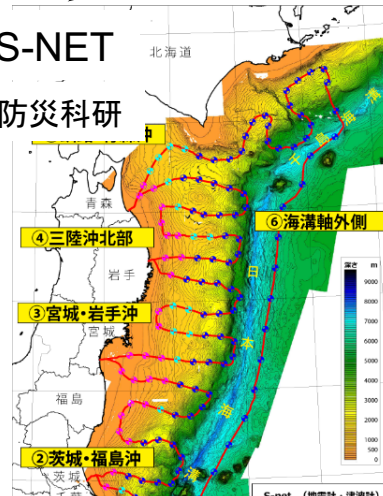 S-NET
防災科研
北海道
青森
④三陸沖北部
岩手
③宮城・岩手沖
宮城
福島
②茨城・福島沖
茨城
⑥海溝軸外側
千島海溝
日本海溝
深さ m
9000
8000
7000
6000
5000
4000
3000
2000
1000
500
0